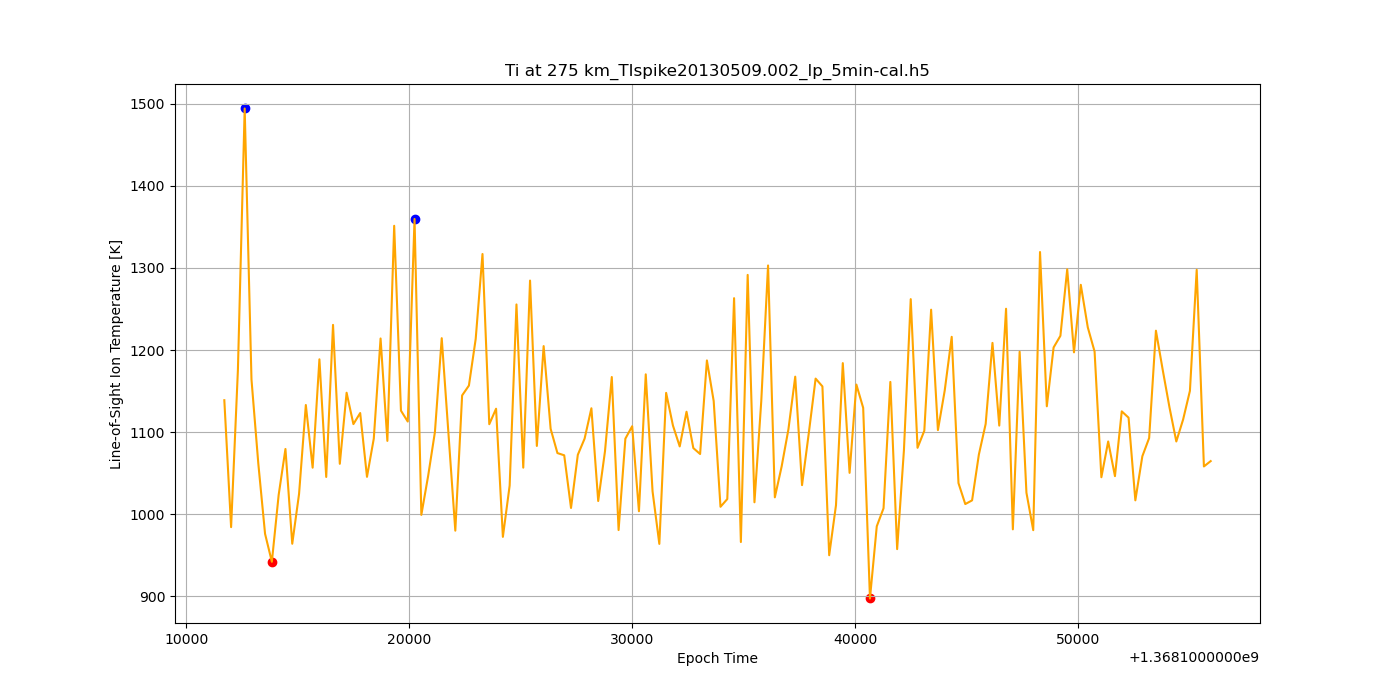 Ti at 275 km_TIspike20130509.002_lp_5min-cal.h5
Line-of-Sight Ion Temperature [K]
1500
1400
1300
1200
1100
1000
900
10000 20000 30000 40000 50000
Epoch Time
+1.3681000000e9